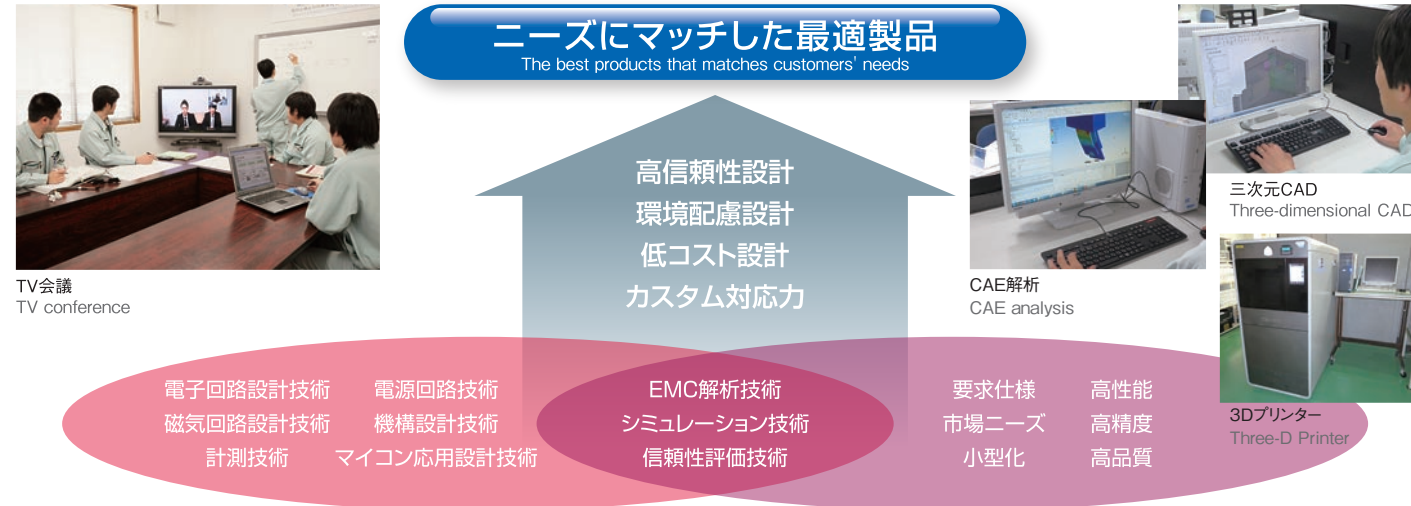 ニーズにマッチした最適製品
The best products that matches customers' needs
高信頼性設計
環境配慮設計
低コスト設計
カスタム対応力
TV会議
TV conference
三次元CAD
Three-dimensional CAD
CAE解析
CAE analysis
3Dプリンター
Three-D Printer
電子回路設計技術 電源回路技術
磁気回路設計技術 機構設計技術
計測技術 マイコン応用設計技術
EMC解析技術
シミュレーション技術
信頼性評価技術
要求仕様 高性能
市場ニーズ 高精度
小型化 高品質